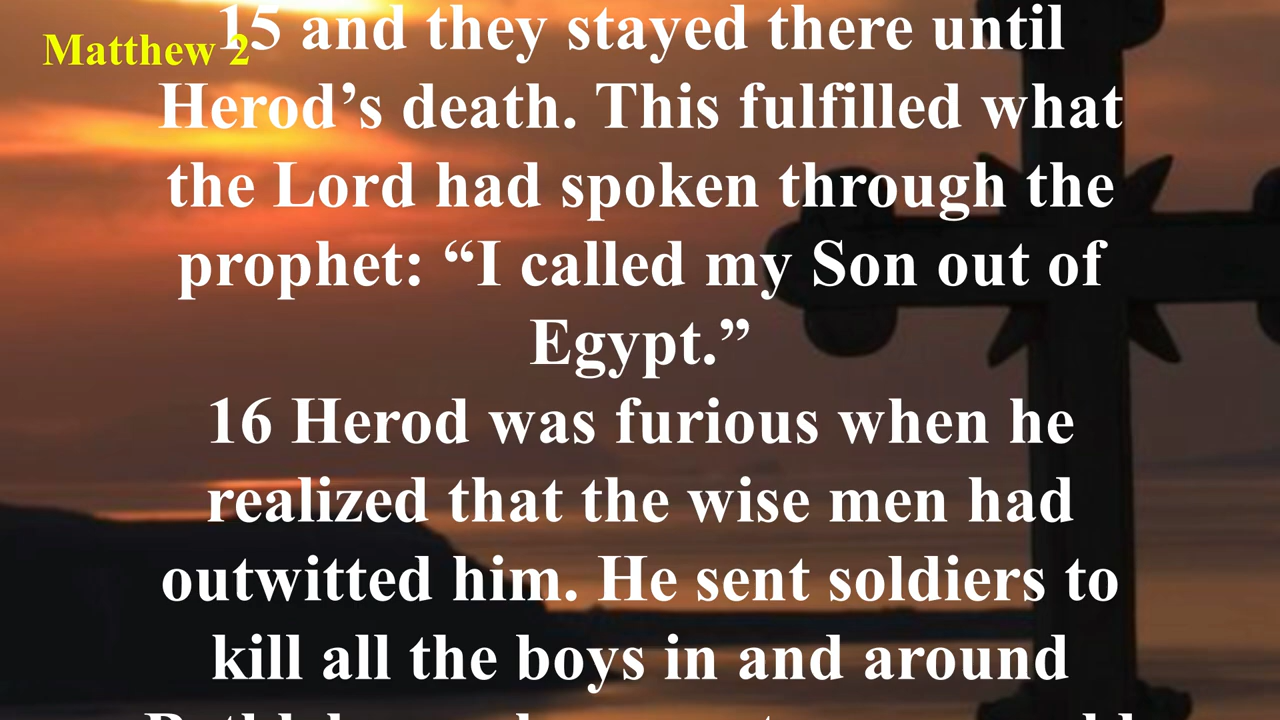 Matthew 2
15 and they stayed there until
Herod’s death. This fulfilled what
the Lord had spoken through the
prophet: “I called my Son out of
Egypt.”
16 Herod was furious when he
realized that the wise men had
outwitted him. He sent soldiers to
kill all the boys in and around